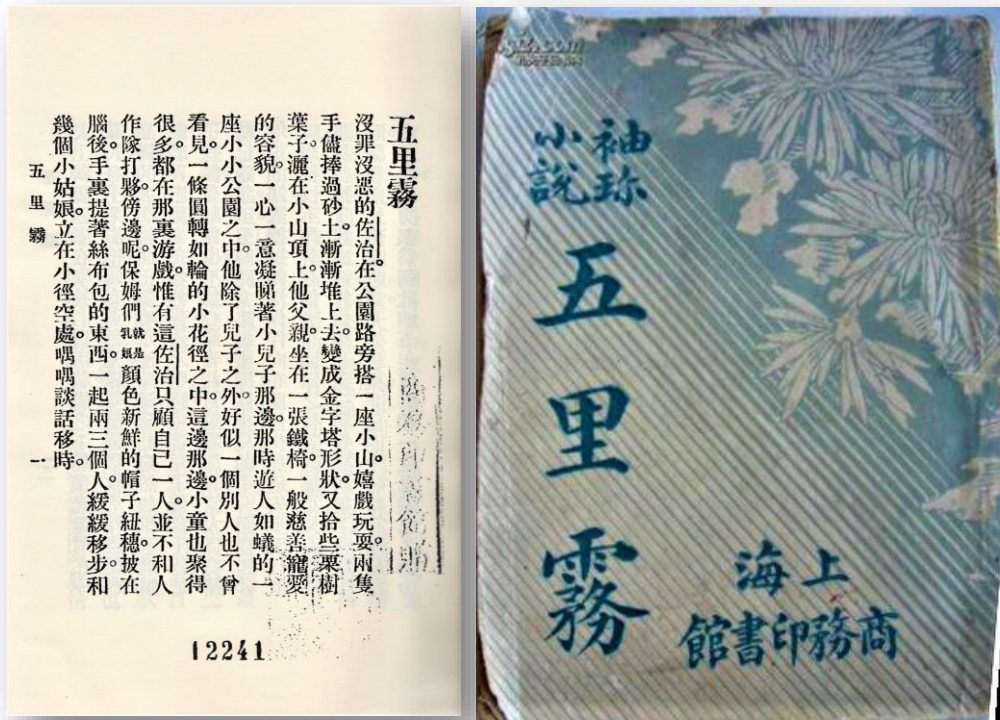 五里霧
沒罪沒惡的佐治。在公園路旁搭一座小山。嬉戲玩耍。兩隻
手儘捧過砂土。漸漸堆上去。變成金字塔形狀。又拾些栗樹
葉子。灑在小山頂上。他父親坐在一張鐵椅。一般慈善寵愛
的容貌。一心一意凝睇著小兒子那邊。那時遊人如蟻的一
座小小公園之中。他除了兒子之外。好似一個別人也不曾
看見。一條圓轉如輪的小花徑之中。這邊那邊。小童也聚得
很多。都在那裏游戲。惟有這佐治只顧自己一人。並不和人
作隊打夥。傍邊呢。保姆們就是乳娘顏色新鮮的帽子紐穗。披在
腦後。手裏提著絲布包的東西。一起兩三個人。緩緩移步。和
幾個小姑娘。立在小徑空處。喁喁談話移時。
五里霧
一
12241
袖珍
小說
五里霧
上海
商務印書館